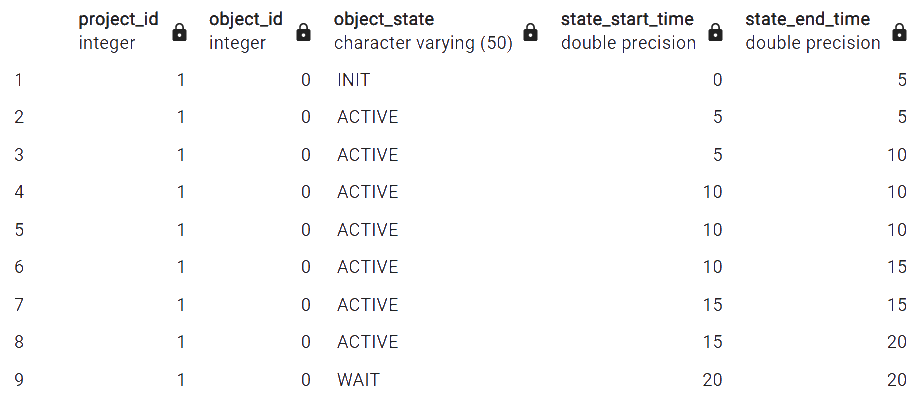 project_id object_id object_state state_start_time state_end_time
integer integer character varying (50) double precision double precision
1 1 0 INIT 0 5
2 1 0 ACTIVE 5 5
3 1 0 ACTIVE 5 10
4 1 0 ACTIVE 10 10
5 1 0 ACTIVE 10 10
6 1 0 ACTIVE 10 15
7 1 0 ACTIVE 15 15
8 1 0 ACTIVE 15 20
9 1 0 WAIT 20 20